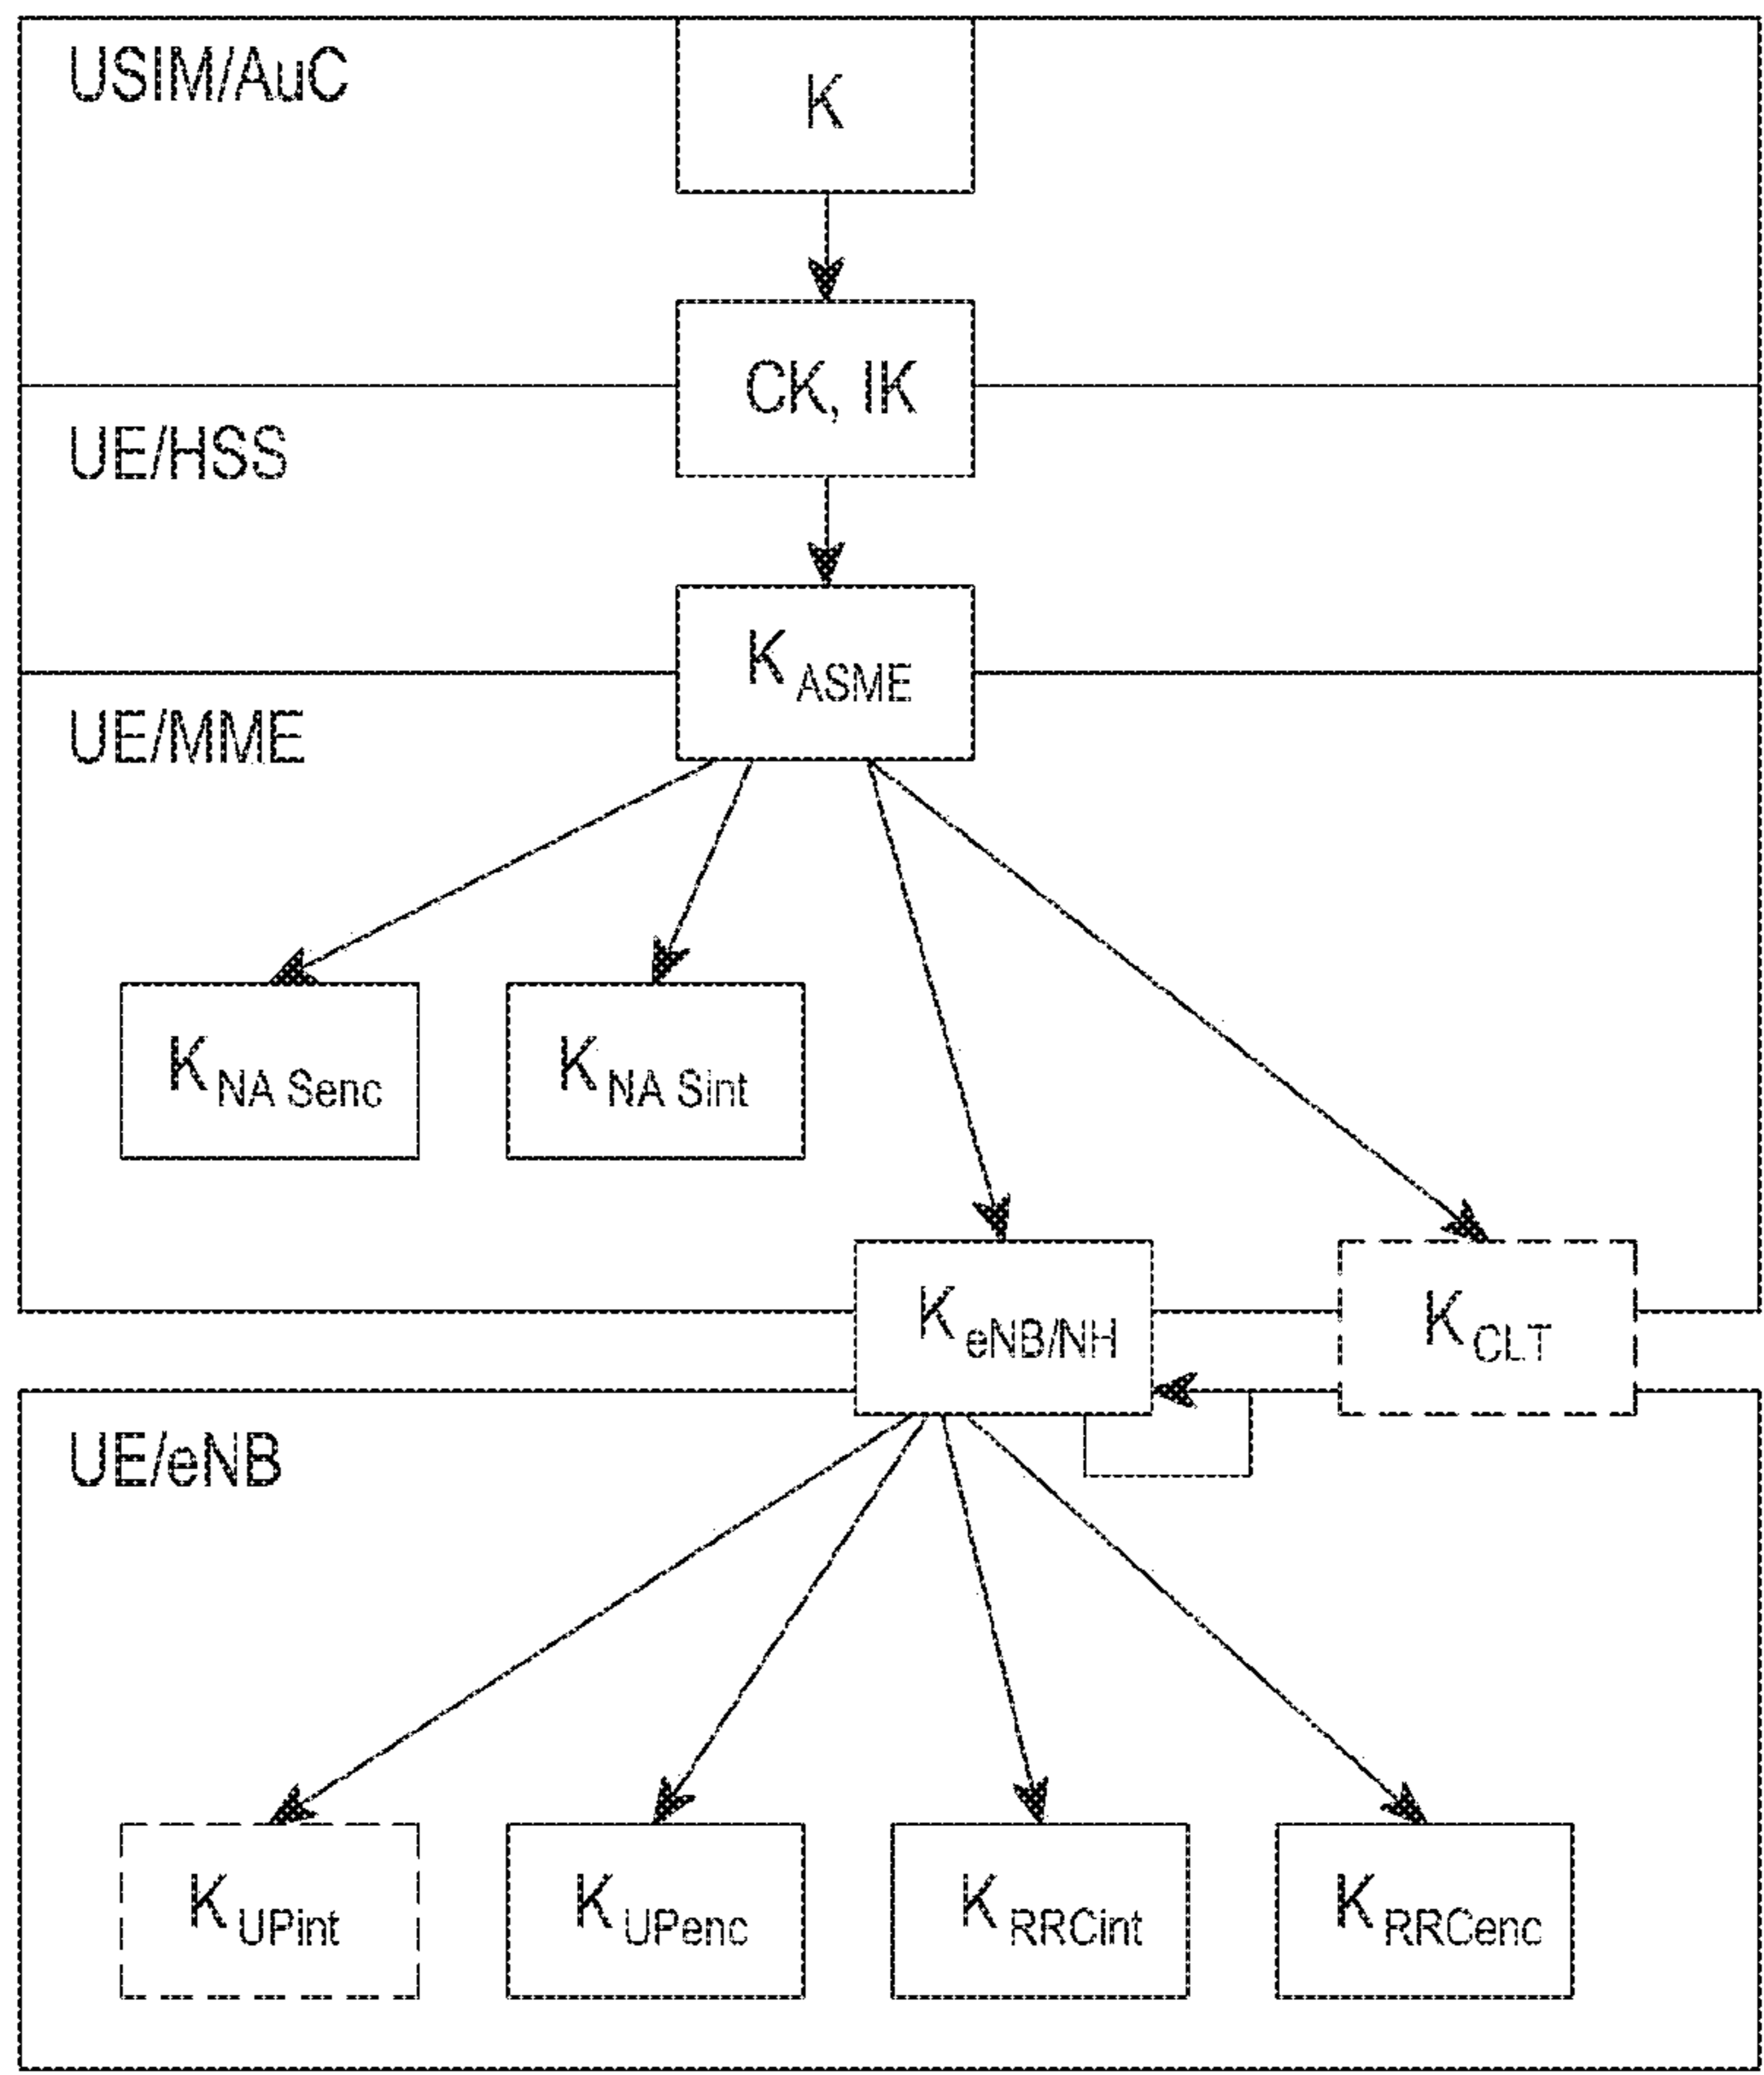 USIM/AuC
K
CK, IK
UE/HSS
K ASME
UE/MME
K NA Senc
K NA Sint
K eNB/NH
K CLT
UE/eNB
K UPint
K UPenc
K RRCint
K RRCenc